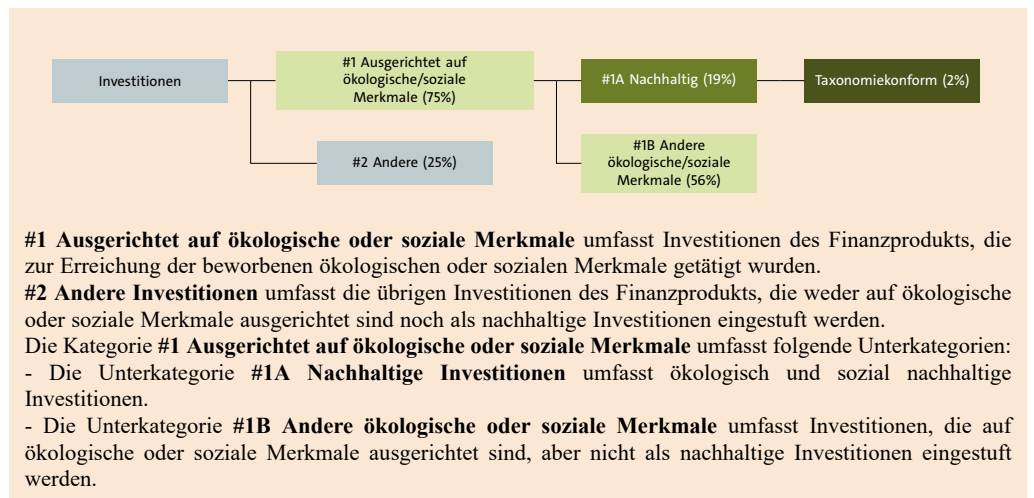 Investitionen
#1 Ausgerichtet auf
ökologische/soziale
Merkmale (75%)
#1A Nachhaltig (19%)
Taxonomiekonform (2%)
#2 Andere (25%)
#1B Andere
ökologische/soziale
Merkmale (56%)
#1 Ausgerichtet auf ökologische oder soziale Merkmale umfasst Investitionen des Finanzprodukts, die
zur Erreichung der beworbenen ökologischen oder sozialen Merkmale getätigt wurden.
#2 Andere Investitionen umfasst die übrigen Investitionen des Finanzprodukts, die weder auf ökologische
oder soziale Merkmale ausgerichtet sind noch als nachhaltige Investitionen eingestuft werden.
Die Kategorie #1 Ausgerichtet auf ökologische oder soziale Merkmale umfasst folgende Unterkategorien:
- Die Unterkategorie #1A Nachhaltige Investitionen umfasst ökologisch und sozial nachhaltige
Investitionen.
- Die Unterkategorie #1B Andere ökologische oder soziale Merkmale umfasst Investitionen, die auf
ökologische oder soziale Merkmale ausgerichtet sind, aber nicht als nachhaltige Investitionen eingestuft
werden.